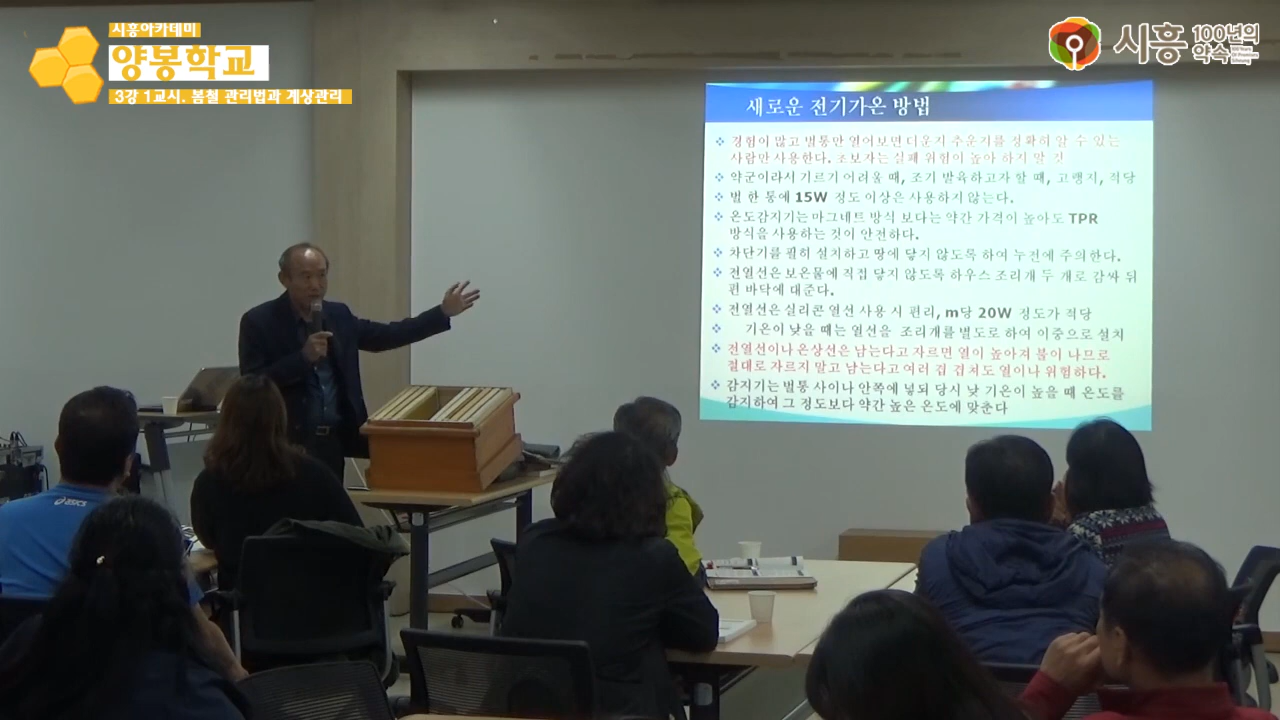 시흥아카데미
양봉학교
3강 1교시. 봄철 관리법과 계상관리
시흥 100년의
약속
새로운 전기가온 방법
❖ 경험이 많고 벌통만 열어보면 더운지 추운지를 정확히 알 수 있는
사람만 사용한다. 초보자는 실패 위험이 높아 하지 말 것
❖ 약군이라서 기르기 어려울 때, 조기 발육하고자 할 때, 고랭지, 적당
❖ 벌 한 통에 15W 정도 이상은 사용하지 않는다.
❖ 온도감지기는 마그네트 방식 보다는 약간 가격이 높아도 TPR
방식을 사용하는 것이 안전하다.
❖ 차단기를 필히 설치하고 땅에 닿지 않도록 하여 누전에 주의한다.
❖ 전열선은 보온물에 직접 닿지 않도록 하우스 조리개 두 개로 감싸 뒤
편 바닥에 대준다.
❖ 전열선은 실리콘 열선 사용 시 편리, m당 20W 정도가 적당
❖ 기온이 낮을 때는 열선을 조리개를 별도로 하여 이중으로 설치
❖ 전열선이나 온상선은 남는다고 자르면 열이 높아져 불이 나므로
절대로 자르지 말고 남는다고 여러 겹 겹쳐도 열이나 위험하다.
❖ 감지기는 벌통 사이나 안쪽에 넣되 당시 낮 기온이 높을 때 온도를
감지하여 그 정도보다 약간 높은 온도에 맞춘다
asics